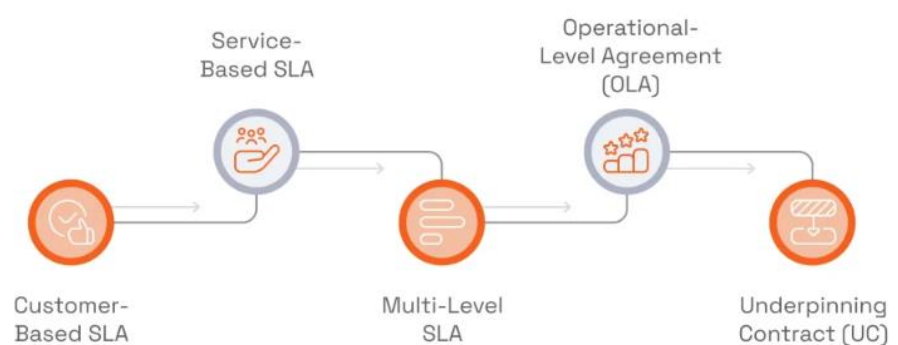 Customer-
Based SLA
Service-
Based SLA
Multi-Level
SLA
Operational-
Level Agreement
(OLA)
Underpinning
Contract (UC)